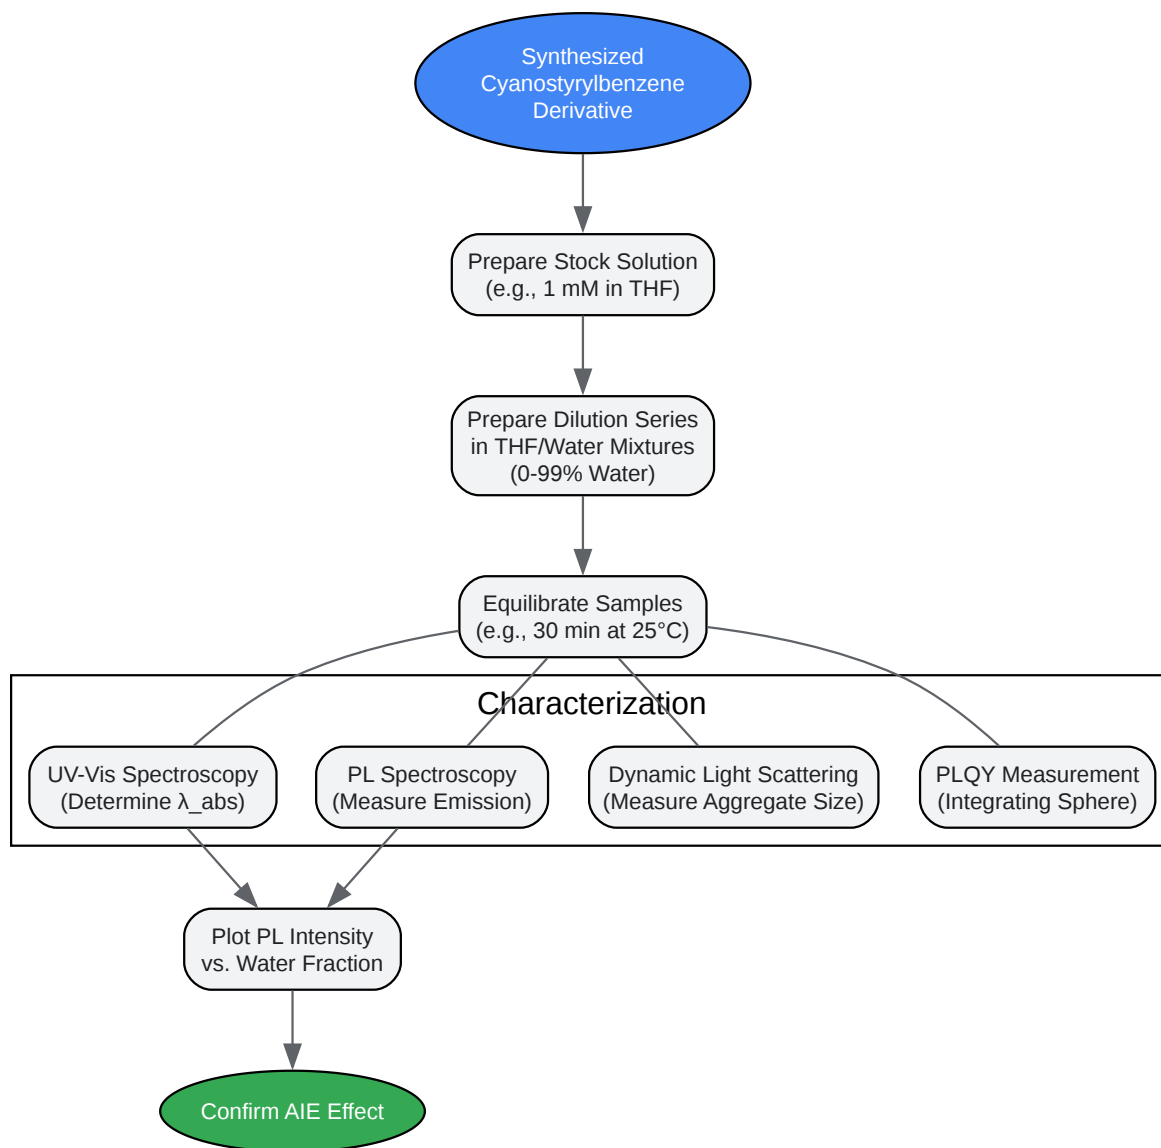 Synthesized
Cyanostyrylbenzene
Derivative
Prepare Stock Solution
(e.g., 1 mM in THF)
Prepare Dilution Series
in THF/Water Mixtures
(0-99% Water)
Equilibrate Samples
(e.g., 30 min at 25°C)
Characterization
UV-Vis Spectroscopy
(Determine λ_abs)
PL Spectroscopy
(Measure Emission)
Dynamic Light Scattering
(Measure Aggregate Size)
PLQY Measurement
(Integrating Sphere)
Plot PL Intensity
vs. Water Fraction
Confirm AIE Effect